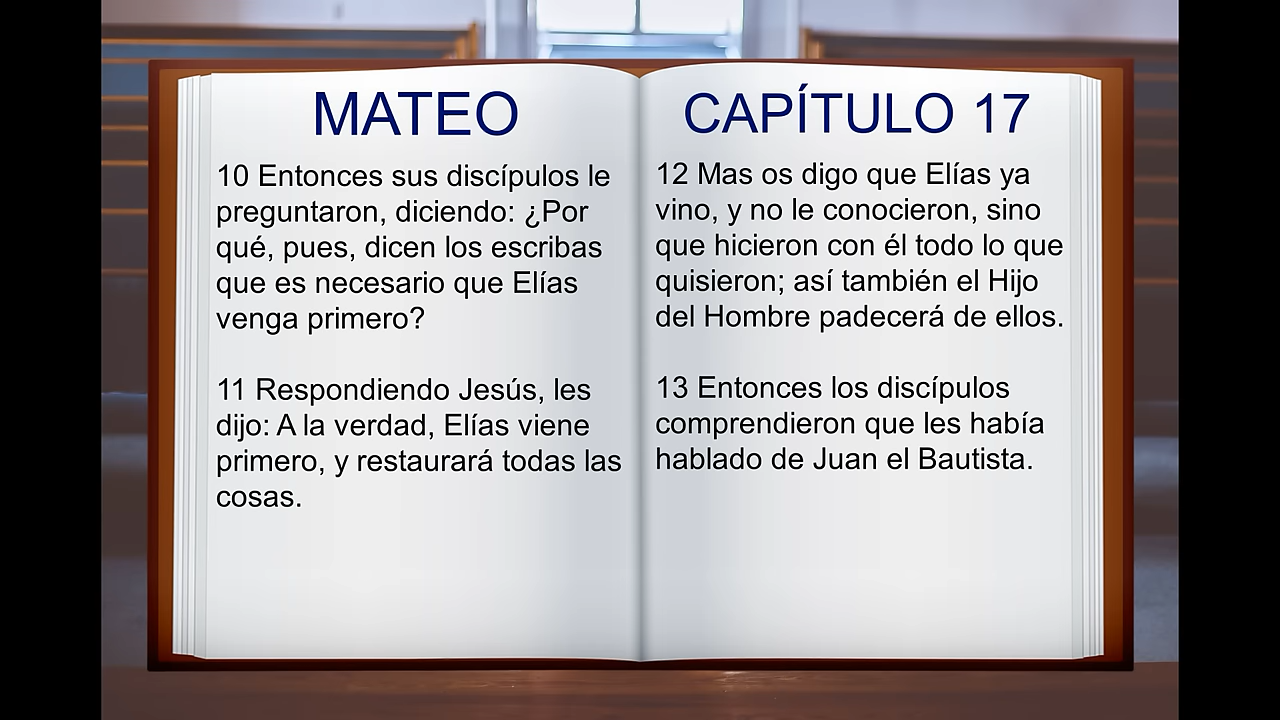 MATEO
10 Entonces sus discípulos le
preguntaron, diciendo: ¿Por
qué, pues, dicen los escribas
que es necesario que Elías
venga primero?
11 Respondiendo Jesús, les
dijo: A la verdad, Elías viene
primero, y restaurará todas las
cosas.
CAPÍTULO 17
12 Mas os digo que Elías ya
vino, y no le conocieron, sino
que hicieron con él todo lo que
quisieron; así también el Hijo
del Hombre padecerá de ellos.
13 Entonces los discípulos
comprendieron que les había
hablado de Juan el Bautista.